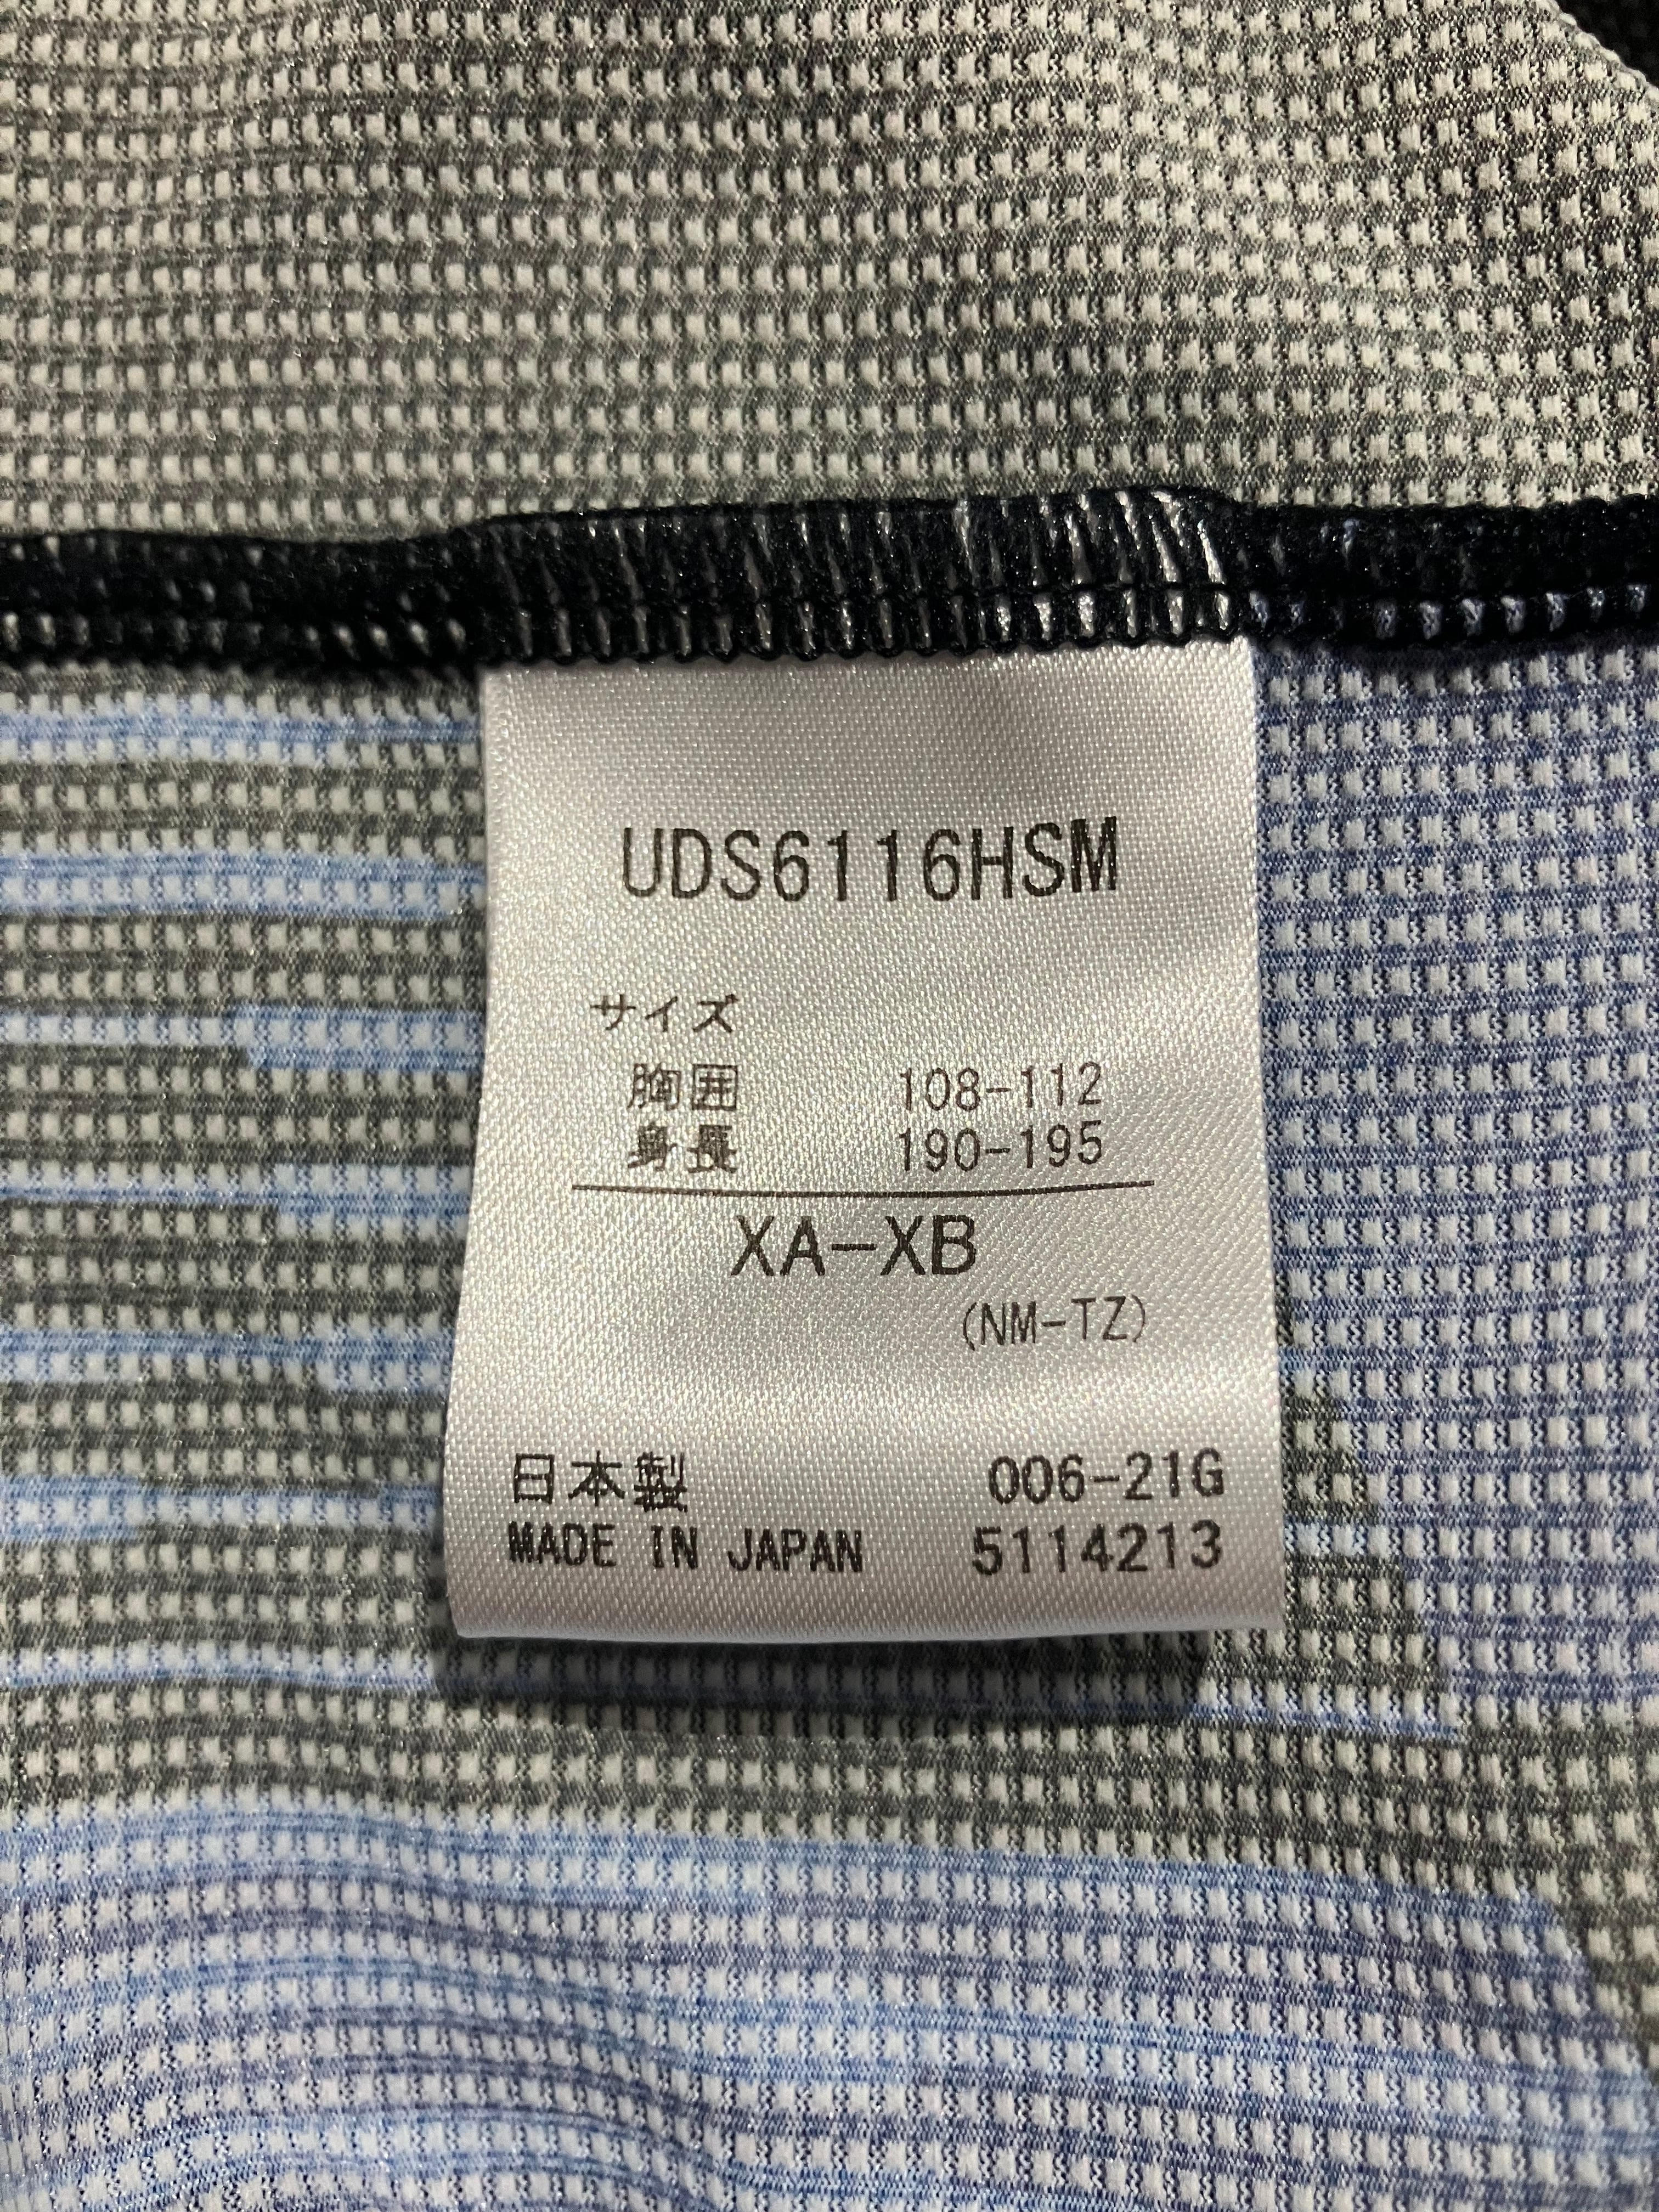 UDS6116HSM
サイズ
胸囲 108-112
身長 190-195
XA-XB
(NM-TZ)
日本製 006-21G
MADE IN JAPAN 5114213